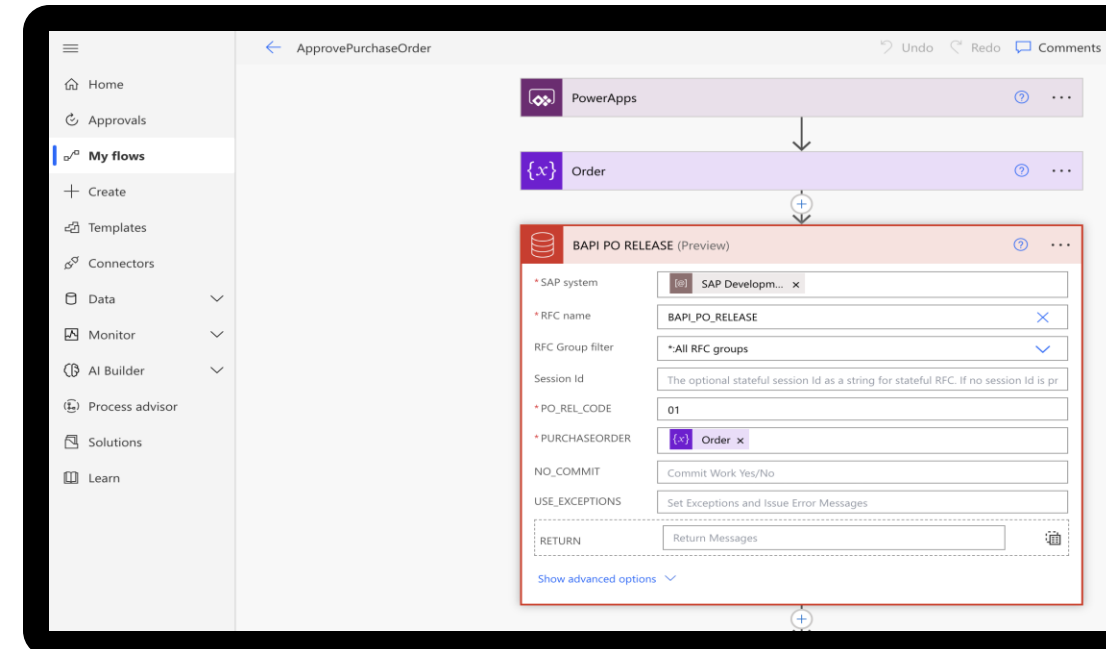 ApprovePurchaseOrder
Undo
Redo
Comments
Home
Approvals
My flows
Create
Templates
Connectors
Data
Monitor
AI Builder
Process advisor
Solutions
Learn
PowerApps
{x} Order
BAPI PO RELEASE (Preview)
* SAP system
[@] SAP Developm... ×
* RFC name
BAPI_PO_RELEASE
RFC Group filter
*:All RFC groups
Session Id
The optional stateful session Id as a string for stateful RFC. If no session Id is pr
* PO_REL_CODE
01
* PURCHASEORDER
{x} Order ×
NO_COMMIT
Commit Work Yes/No
USE_EXCEPTIONS
Set Exceptions and Issue Error Messages
RETURN
Return Messages
Show advanced options